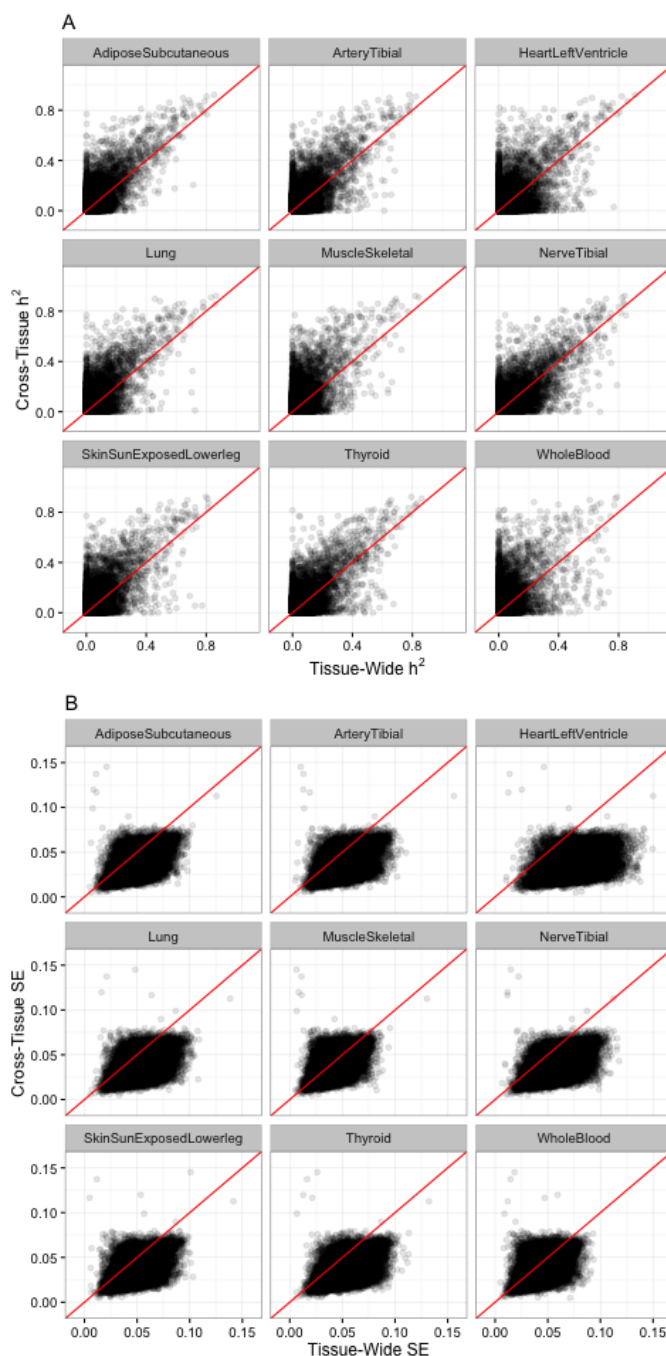 A
AdiposeSubcutaneous ArteryTibial HeartLeftVentricle
0.8
0.4
0.0
Lung MuscleSkeletal NerveTibial
Cross-Tissue h²
0.8
0.4
0.0
SkinSunExposedLowerleg Thyroid WholeBlood
0.8
0.4
0.0
0.0 0.4 0.8 0.0 0.4 0.8 0.0 0.4 0.8
Tissue-Wide h²
B
AdiposeSubcutaneous ArteryTibial HeartLeftVentricle
0.15
0.10
0.05
0.00
Lung MuscleSkeletal NerveTibial
Cross-Tissue SE
0.15
0.10
0.05
0.00
SkinSunExposedLowerleg Thyroid WholeBlood
0.15
0.10
0.05
0.00
0.00 0.05 0.10 0.15 0.00 0.05 0.10 0.15 0.00 0.05 0.10 0.15
Tissue-Wide SE